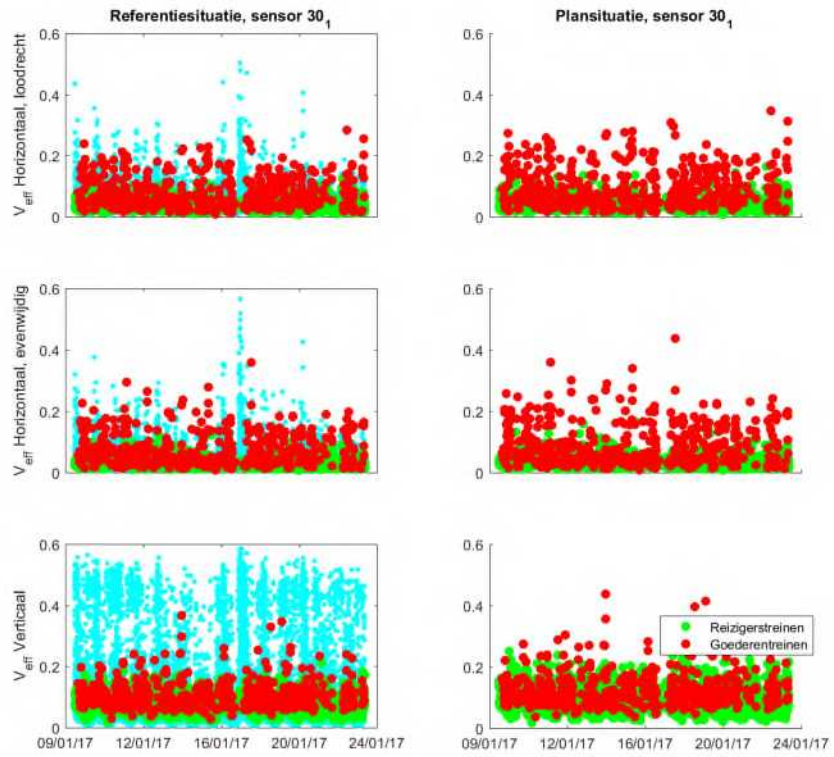 Referentiesituatie, sensor 30₁
Plansituatie, sensor 30₁
V_eff Horizontaal, loodrecht
0.6
0.4
0.2
0
0.6
0.4
0.2
0
V_eff Horizontaal, evenwijdig
0.6
0.4
0.2
0
0.6
0.4
0.2
0
V_eff Verticaal
0.6
0.4
0.2
0
09/01/17 12/01/17 16/01/17 20/01/17 24/01/17
0.6
0.4
0.2
0
09/01/17 12/01/17 16/01/17 20/01/17 24/01/17
Reizigerstreinen
Goederentreinen